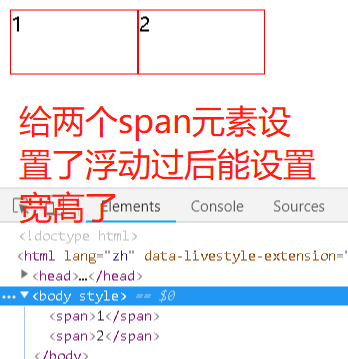 1 2
给两个span元素设
置了浮动过后能设置
宽高了
Elements Console Sources
<!doctype html>
<html lang="zh" data-livestyle-extension="
<head>…</head>
<body style> == $0
<span>1</span>
<span>2</span>
</body>